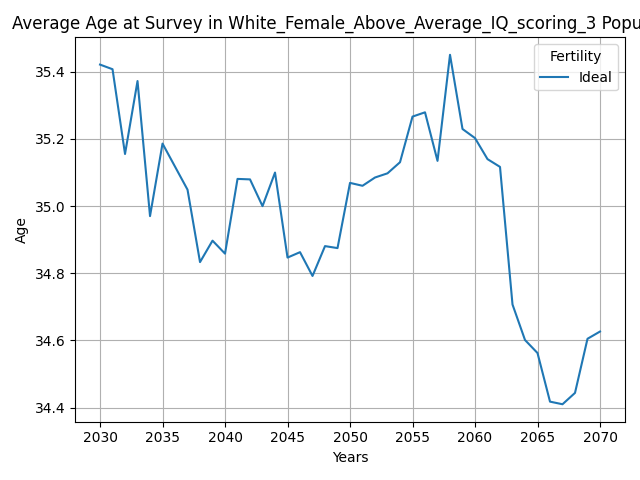 Average Age at Survey in White_Female_Above_Average_IQ_scoring_3 Popu
Fertility
Ideal
35.4
35.2
35.0
34.8
34.6
34.4
Age
2030 2035 2040 2045 2050 2055 2060 2065 2070
Years